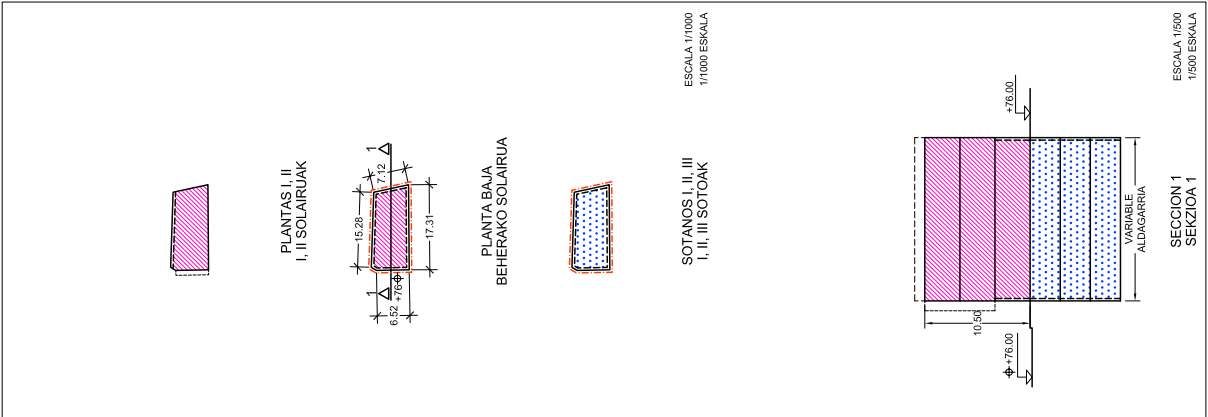 PLANTAS I, II
I, II SOLAIRUAK
1
7.12
15.28
17.31
1
6.52
+76
PLANTA BAJA
BEHERAKO SOLAIRUA
SOTANOS I, II, III
I, II, III SOTOAK
ESCALA 1/1000
1/1000 ESKALA
+76.00
10.50
+76.00
VARIABLE
ALDAGARRIA
SECCION 1
SEKZIOA 1
ESCALA 1/500
1/500 ESKALA